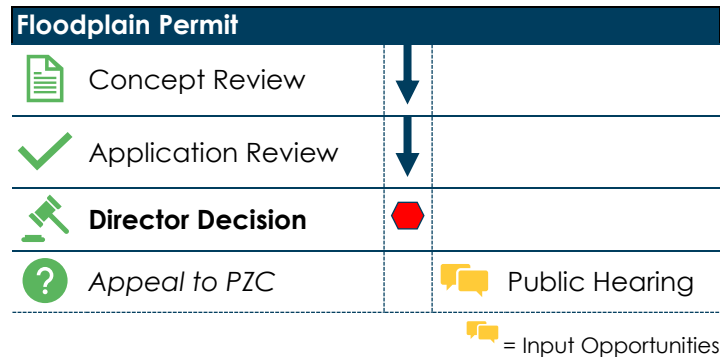 Floodplain Permit
Concept Review
Application Review
Director Decision
? Appeal to PZC Public Hearing
= Input Opportunities